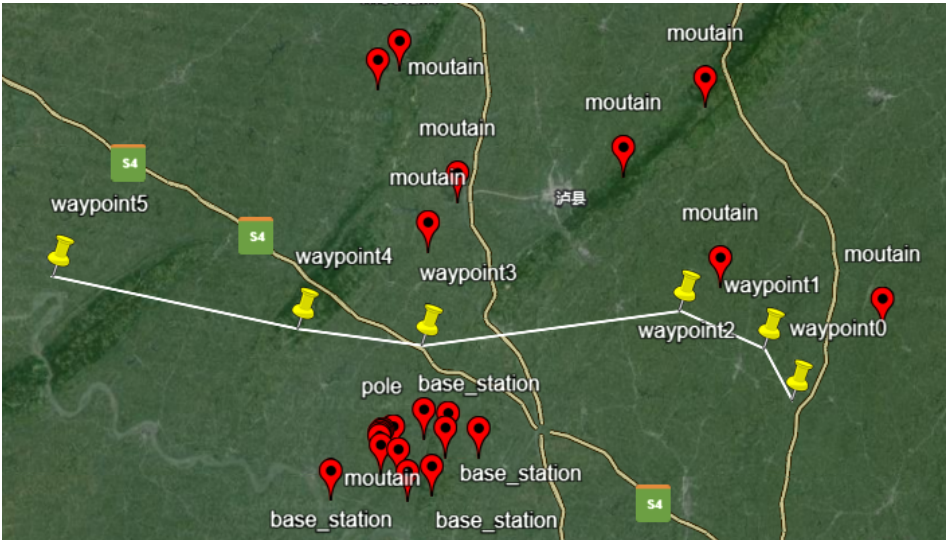 moutain
moutain
moutain
moutain
moutain
S4
泸县
waypoint5
moutain
S4
waypoint4
moutain
waypoint3
waypoint1
waypoint2
waypoint0
pole
base_station
moutain
base_station
S4
base_station
base_station